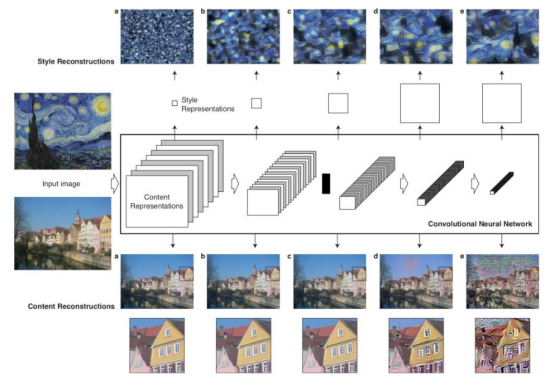 a b c d e
Style Reconstructions
Style
Representations
Input image
Content
Representations
Convolutional Neural Network
a b c d e
Content Reconstructions